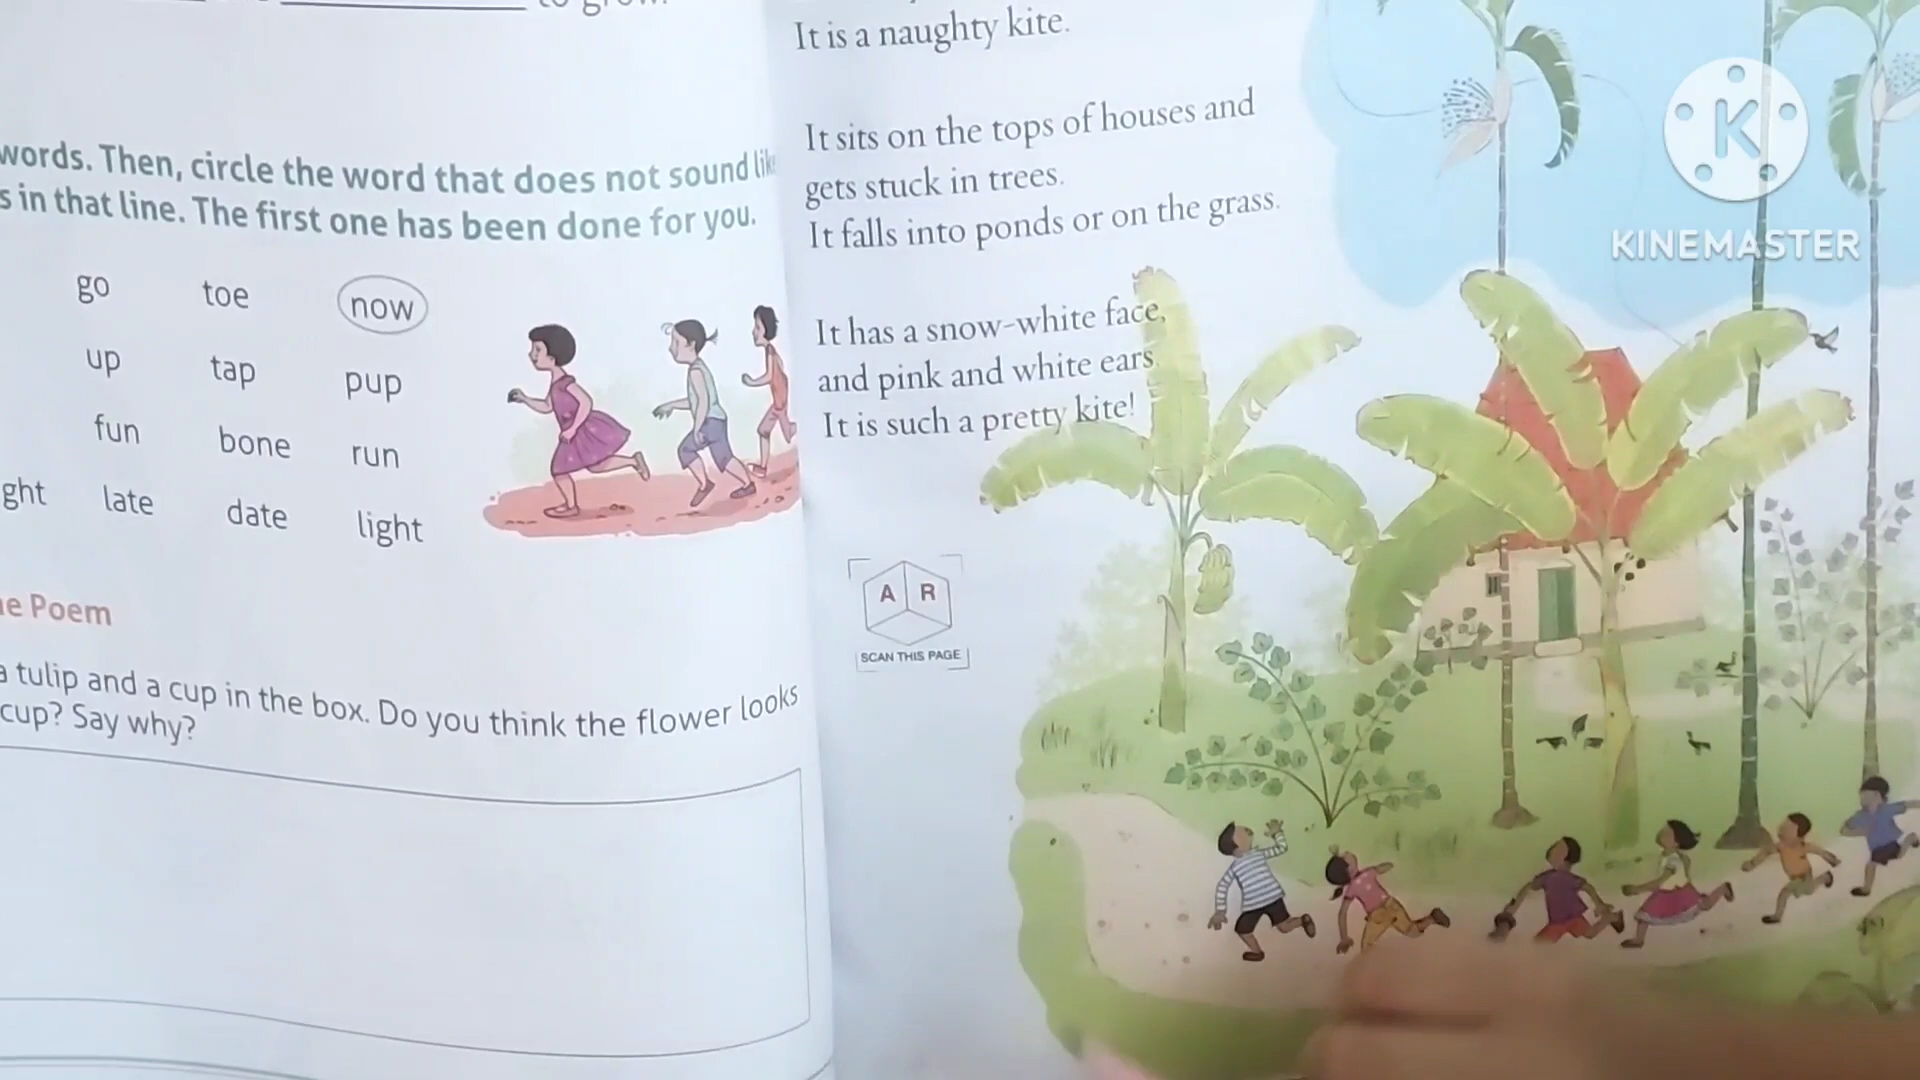 to grow.
words. Then, circle the word that does not sound
in that line. The first one has been done for you.
go toe now
up tap pup
fun bone run
late date light
Poem
a tulip and a cup in the box. Do you think the flower looks
cup? Say why?
It is a naughty kite.
It sits on the tops of houses and
gets stuck in trees.
It falls into ponds or on the grass.
It has a snow-white face,
and pink and white ears.
It is such a pretty kite!
A R
SCAN THIS PAGE
K
KINEMASTER